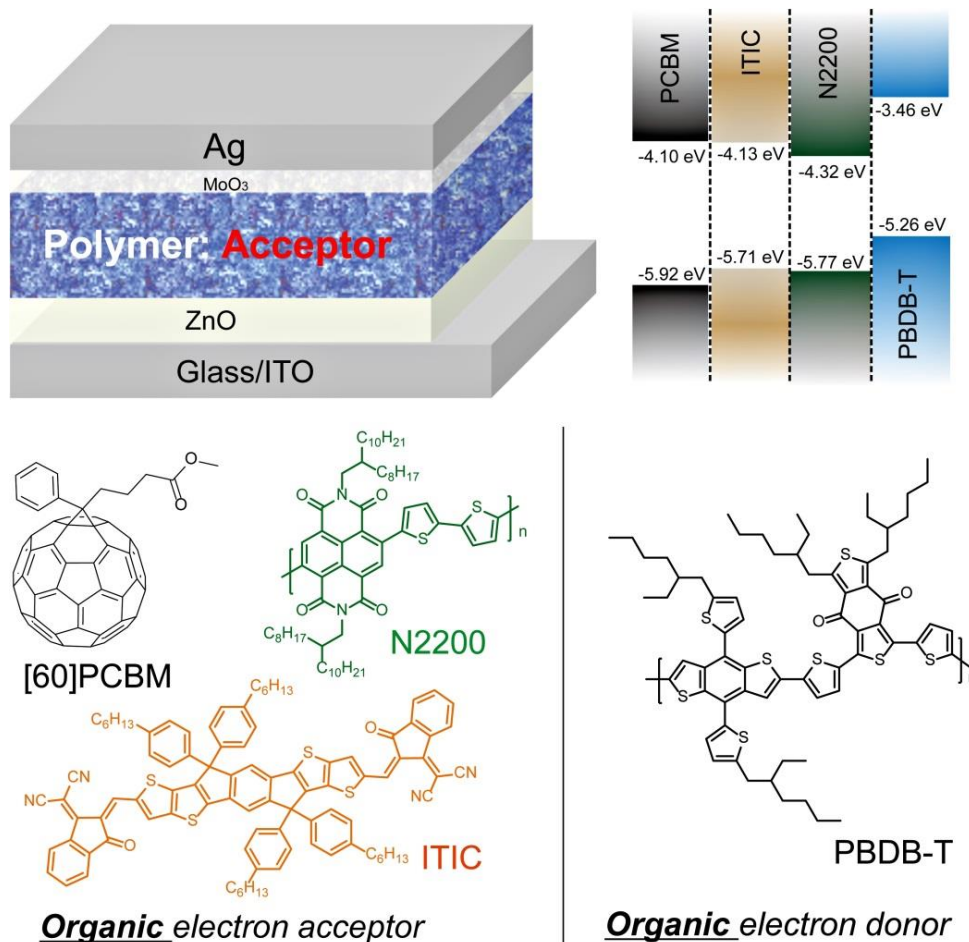 Ag
MoO₃
Polymer: Acceptor
ZnO
Glass/ITO
PCBM
ITIC
N2200
-3.46 eV
-4.10 eV
-4.13 eV
-4.32 eV
-5.26 eV
-5.92 eV
-5.71 eV
-5.77 eV
PBDB-T
O
O
[60]PCBM
C₁₀H₂₁
C₈H₁₇
O
N
O
S
S
n
O
N
O
C₈H₁₇
C₁₀H₂₁
N2200
C₆H₁₃
C₆H₁₃
O
CN
NC
S
S
S
S
CN
NC
O
C₆H₁₃
C₆H₁₃
ITIC
Organic electron acceptor
S
O
O
S
S
S
S
S
S
S
n
S
PBDB-T
Organic electron donor